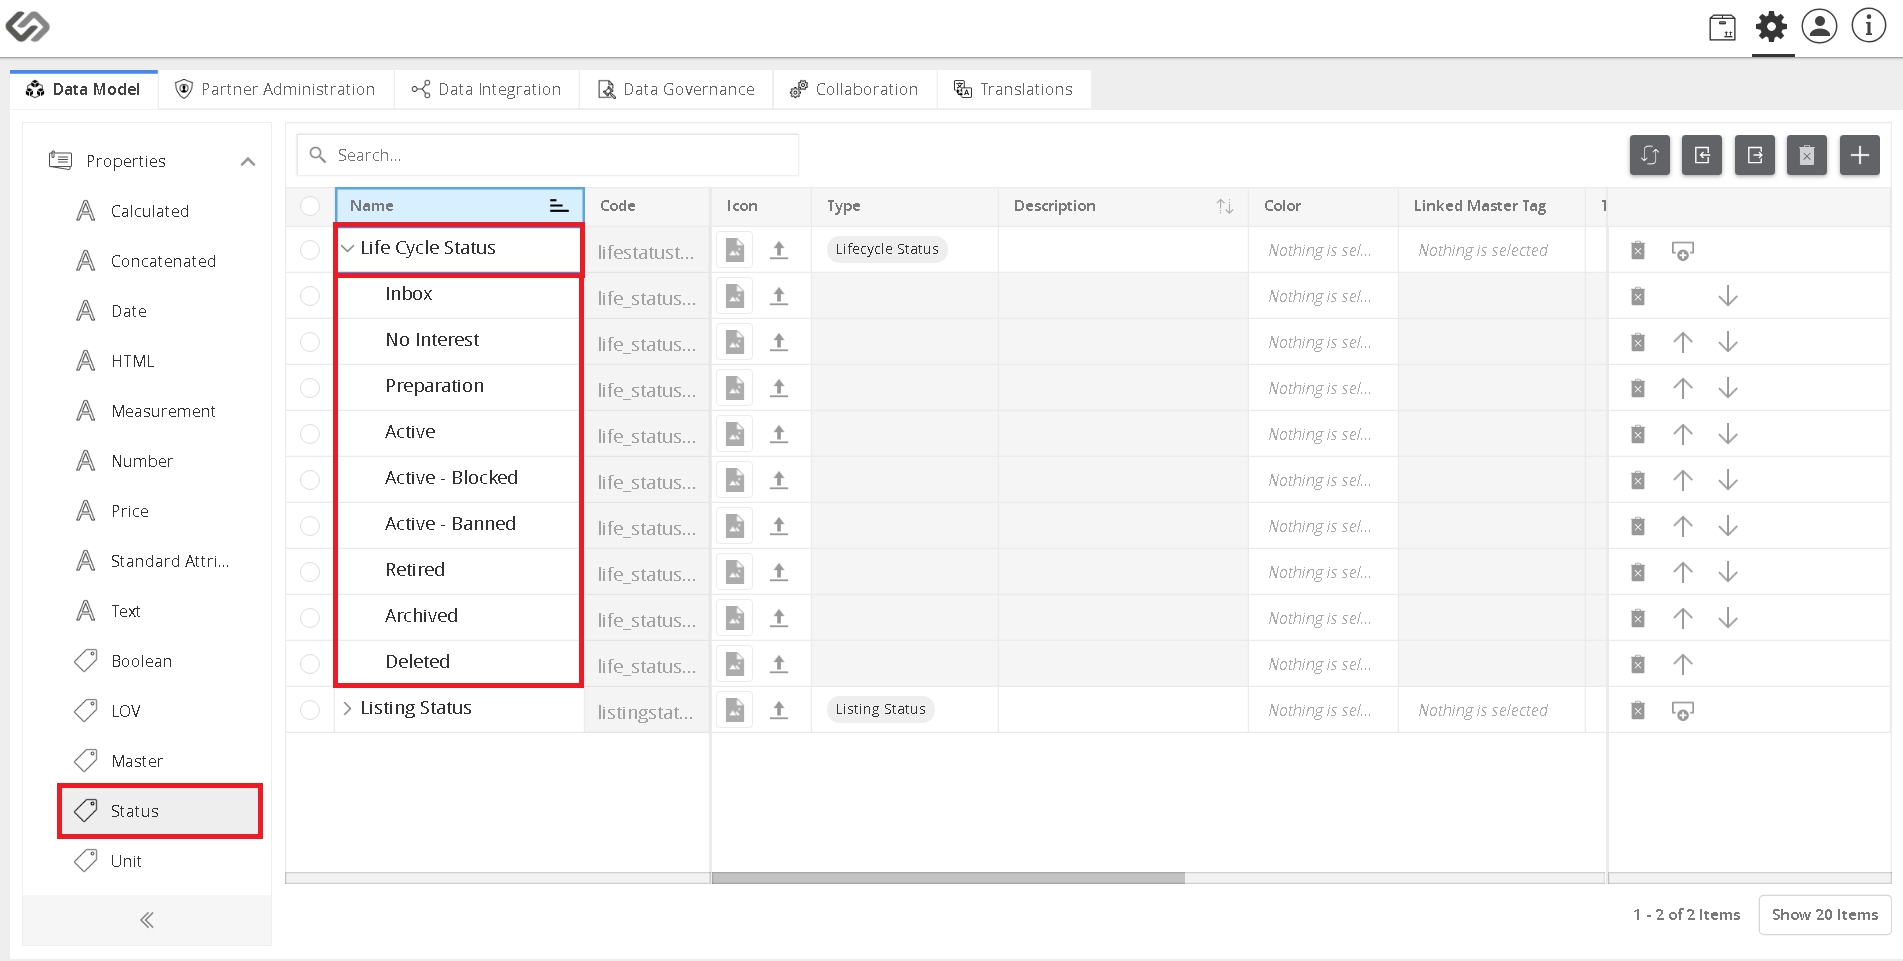 Data Model Partner Administration Data Integration Data Governance Collaboration Translations
Properties
Calculated
Concatenated
Date
HTML
Measurement
Number
Price
Standard Attri...
Text
Boolean
LOV
Master
Status
Unit
Search...
Name Code Icon Type Description Color Linked Master Tag
Life Cycle Status lifestatust... Lifecycle Status Nothing is sel... Nothing is selected
Inbox life_status... Nothing is sel...
No Interest life_status... Nothing is sel...
Preparation life_status... Nothing is sel...
Active life_status... Nothing is sel...
Active - Blocked life_status... Nothing is sel...
Active - Banned life_status... Nothing is sel...
Retired life_status... Nothing is sel...
Archived life_status... Nothing is sel...
Deleted life_status... Nothing is sel...
Listing Status listingstat... Listing Status Nothing is sel... Nothing is selected
1 - 2 of 2 Items Show 20 Items